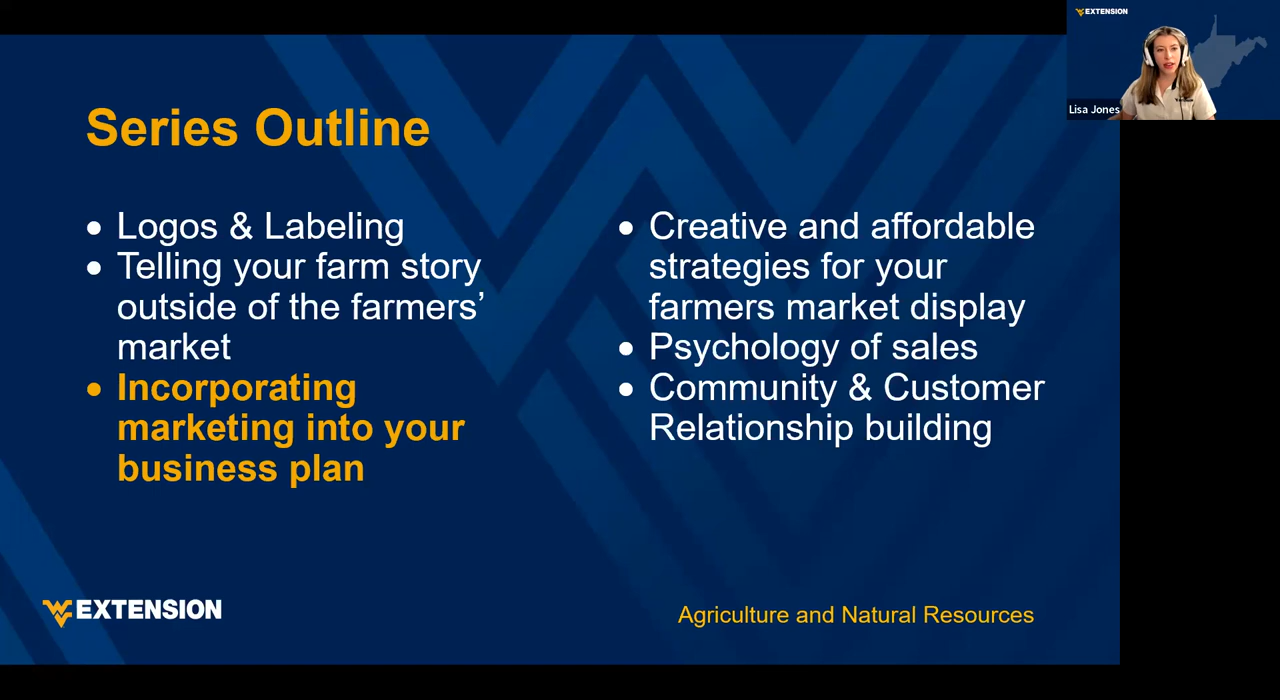 EXTENSION
Lisa Jones
Series Outline
• Logos & Labeling
• Telling your farm story
outside of the farmers’
market
• Incorporating
marketing into your
business plan
• Creative and affordable
strategies for your
farmers market display
• Psychology of sales
• Community & Customer
Relationship building
EXTENSION
Agriculture and Natural Resources